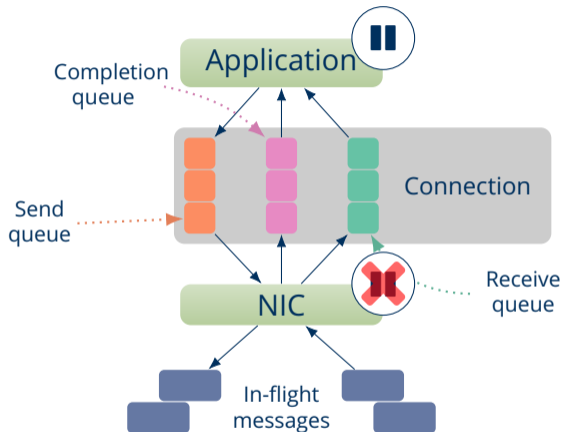 Application
Completion
queue
Connection
Send
queue
Receive
queue
NIC
In-flight
messages